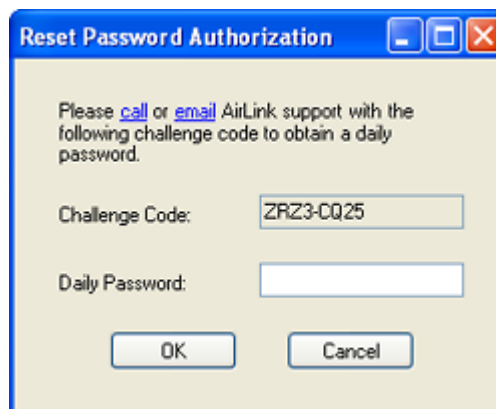 Reset Password Authorization
Please call or email AirLink support with the
following challenge code to obtain a daily
password.
Challenge Code: ZRZ3-CQ25
Daily Password:
OK Cancel